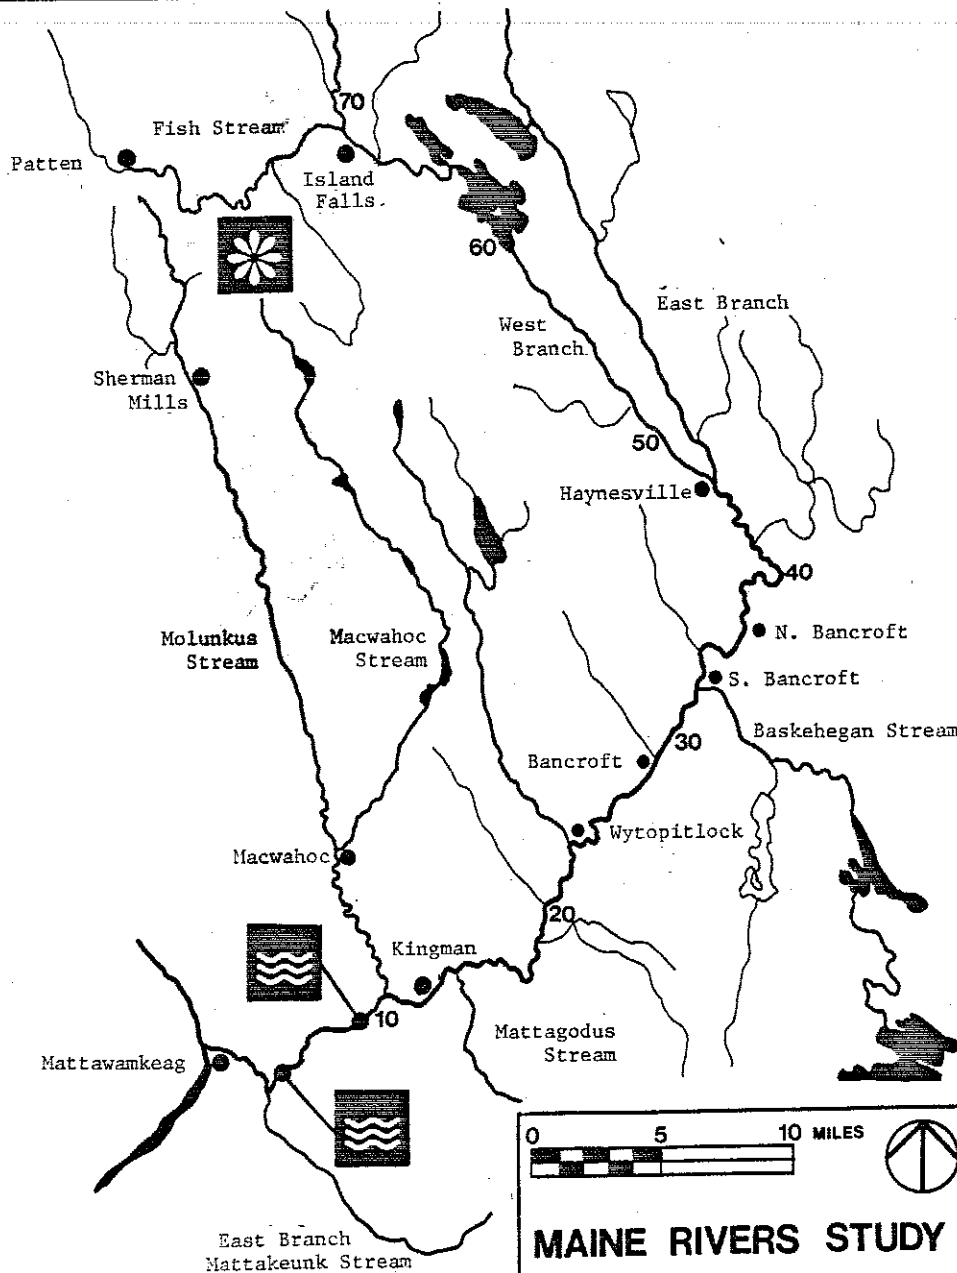 70
Fish Stream
Patten
Island
Falls.
60
East Branch
West
Branch
Sherman
Mills
50
Haynesville
40
Molunkus
Stream
Macwahoc
Stream
N. Bancroft
S. Bancroft
Baskehegan Stream
30
Bancroft
Wytopitlock
Macwahoc
20
Kingman
10
Mattagodus
Stream
Mattawamkeag
0 5 10 MILES
East Branch
Mattakeunk Stream
MAINE RIVERS STUDY